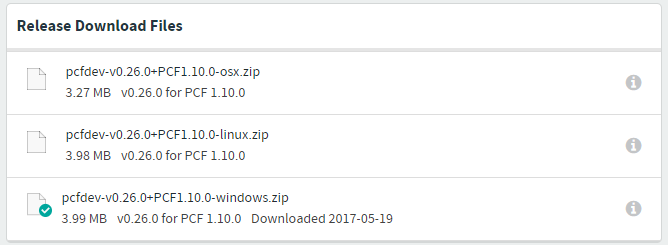 Release Download Files
pcfdev-v0.26.0+PCF1.10.0-osx.zip
3.27 MB v0.26.0 for PCF 1.10.0
pcfdev-v0.26.0+PCF1.10.0-linux.zip
3.98 MB v0.26.0 for PCF 1.10.0
pcfdev-v0.26.0+PCF1.10.0-windows.zip
3.99 MB v0.26.0 for PCF 1.10.0 Downloaded 2017-05-19